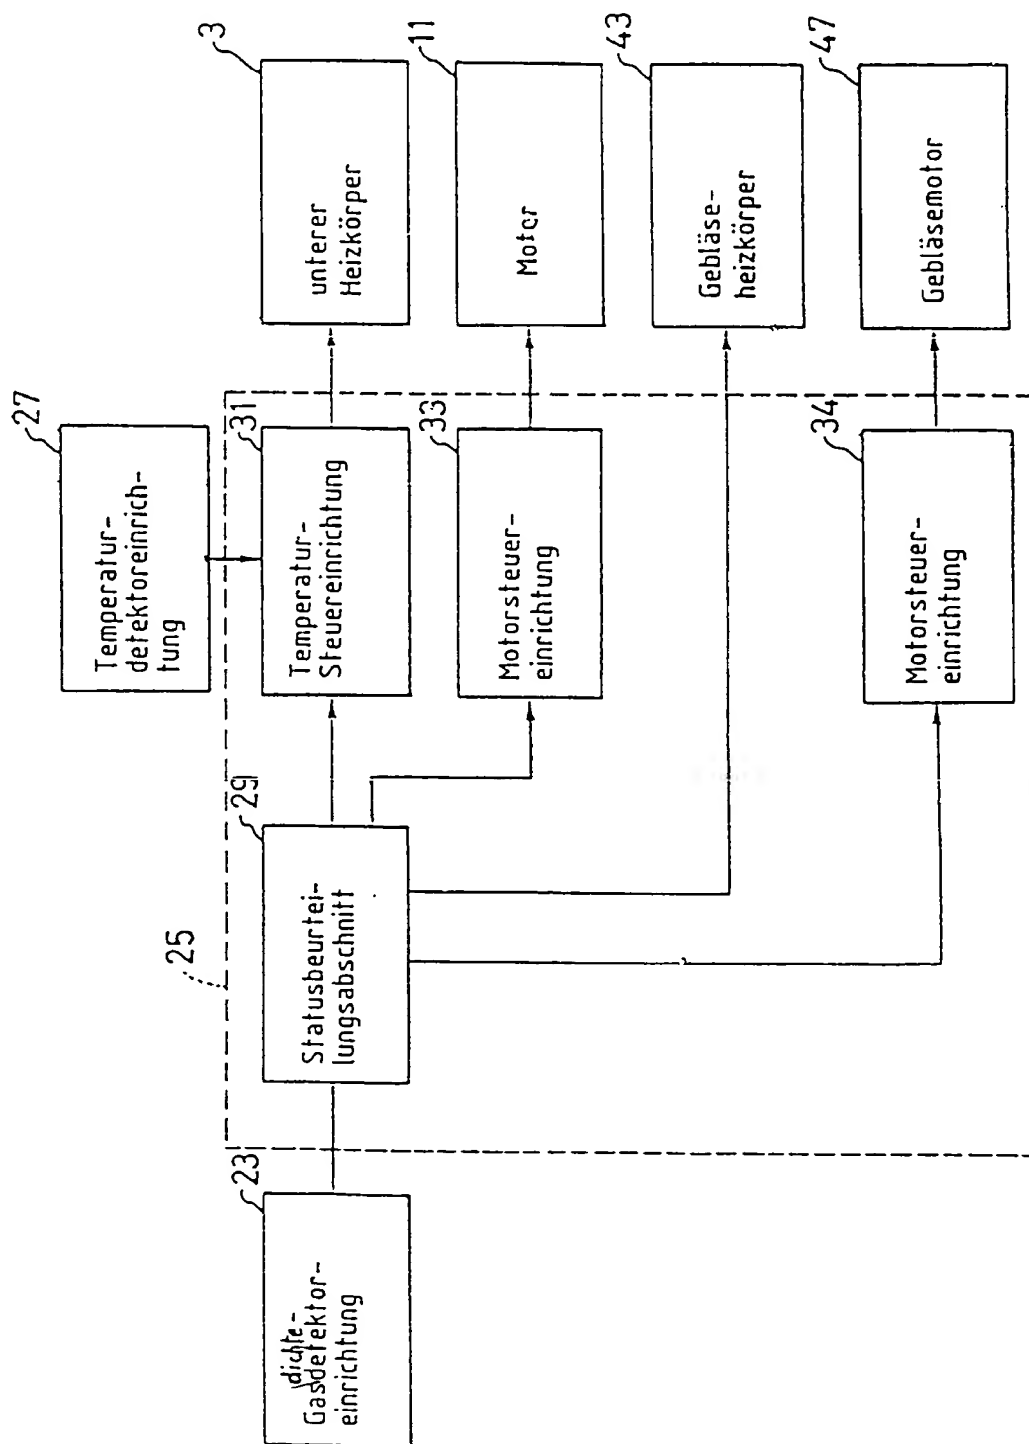 23
dichte-
Gasdetektor-
einrichtung
25
29
Statusbeurtei-
lungsabschnitt
27
Temperatur-
detektoreinrich-
tung
31
Temperatur-
Steuereinrichtung
33
Motorsteuer-
einrichtung
34
Motorsteuer-
einrichtung
3
unterer
Heizkörper
11
Motor
43
Gebläse-
heizkörper
47
Gebläsemotor